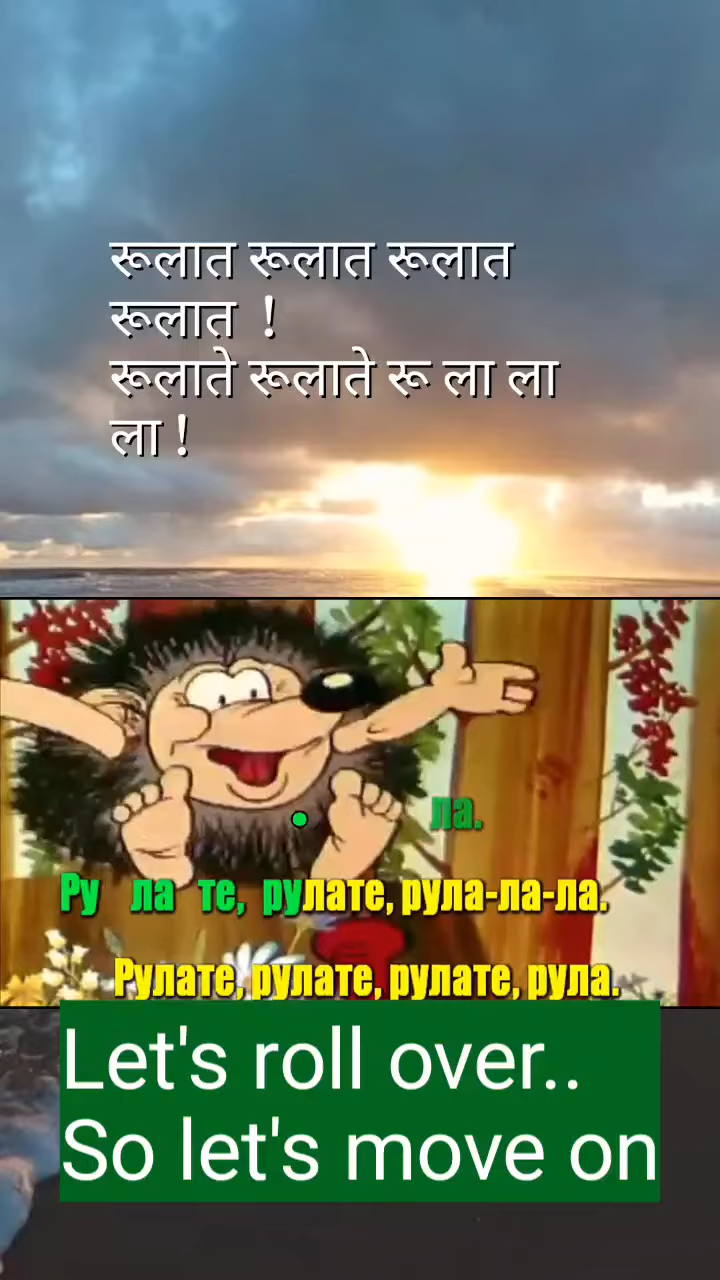 रूलात रूलात रूलात
रूलात !
रूलाते रूलाते रू ला ला
ला !
ла.
Ру ла те, рулате, рула-ла-ла.
Рулате, рулате, рулате, рула.
Let's roll over..
So let's move on